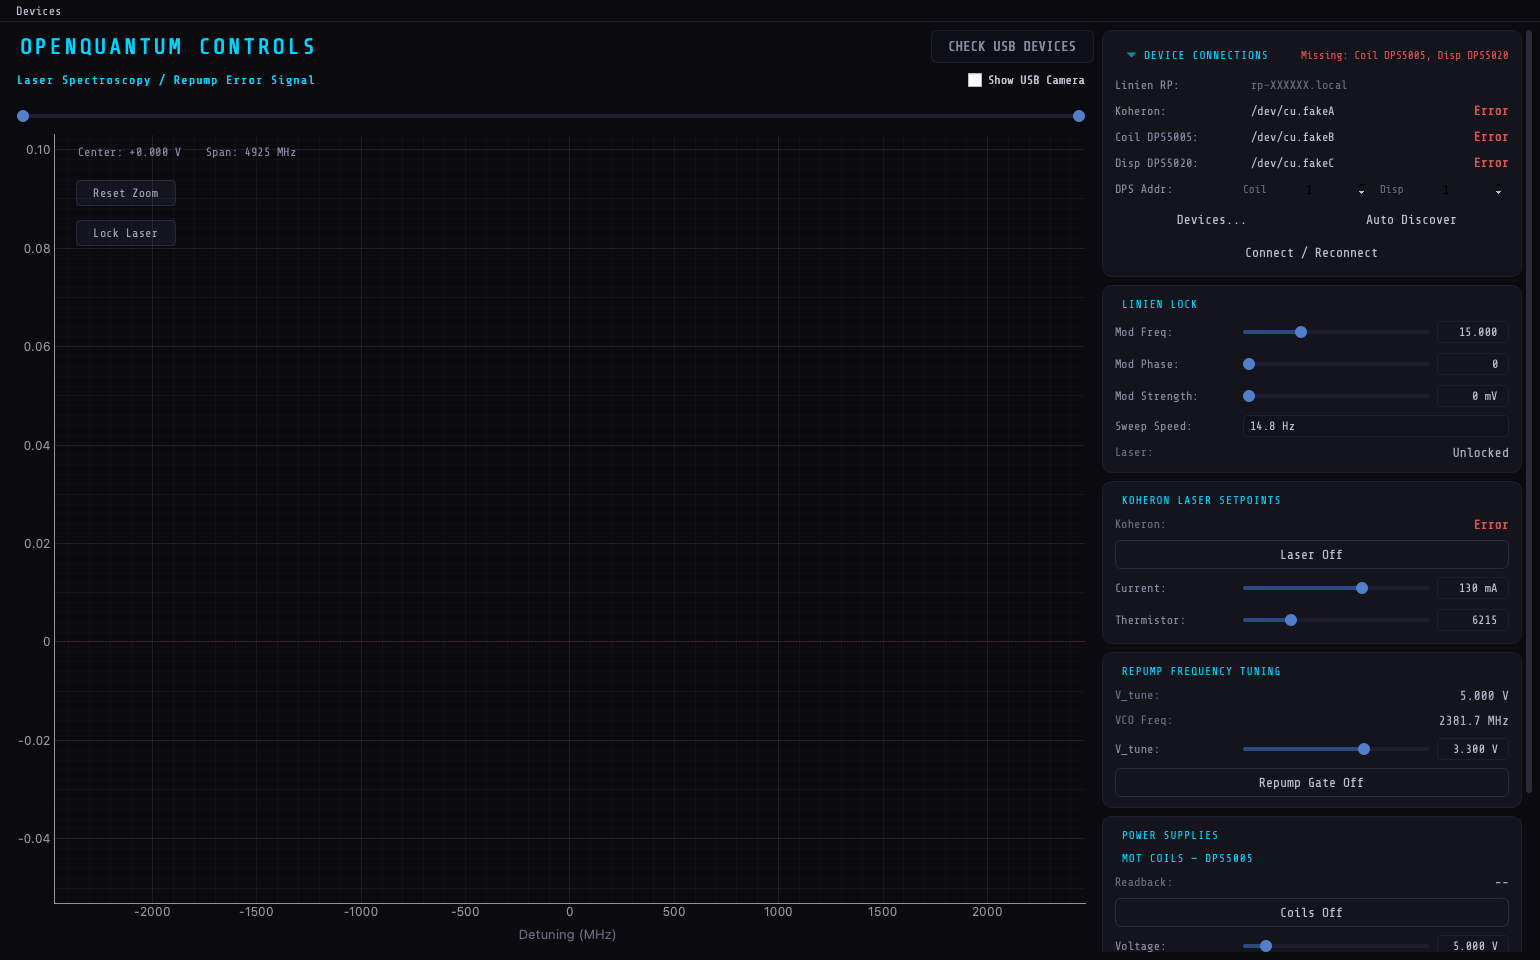 Devices
OPENQUANTUM CONTROLS
CHECK USB DEVICES
Laser Spectroscopy / Repump Error Signal
Show USB Camera
Center: +0.000 V Span: 4925 MHz
Reset Zoom
Lock Laser
0.10
0.08
0.06
0.04
0.02
0
-0.02
-0.04
-2000 -1500 -1000 -500 0 500 1000 1500 2000
Detuning (MHz)
DEVICE CONNECTIONS Missing: Coil DPS5005, Disp DPS5020
Linien RP: rp-XXXXXX.local
Koheron: /dev/cu.fakeA Error
Coil DPS5005: /dev/cu.fakeB Error
Disp DPS5020: /dev/cu.fakeC Error
DPS Addr: Coil 1 Disp 1
Devices... Auto Discover
Connect / Reconnect
LINIEN LOCK
Mod Freq: 15.000
Mod Phase: 0
Mod Strength: 0 mV
Sweep Speed: 14.8 Hz
Laser: Unlocked
KOHERON LASER SETPOINTS
Koheron: Error
Laser Off
Current: 130 mA
Thermistor: 6215
REPUMP FREQUENCY TUNING
V_tune: 5.000 V
VCO Freq: 2381.7 MHz
V_tune: 3.300 V
Repump Gate Off
POWER SUPPLIES
MOT COILS — DPS5005
Readback: --
Coils Off
Voltage: 5.000 V